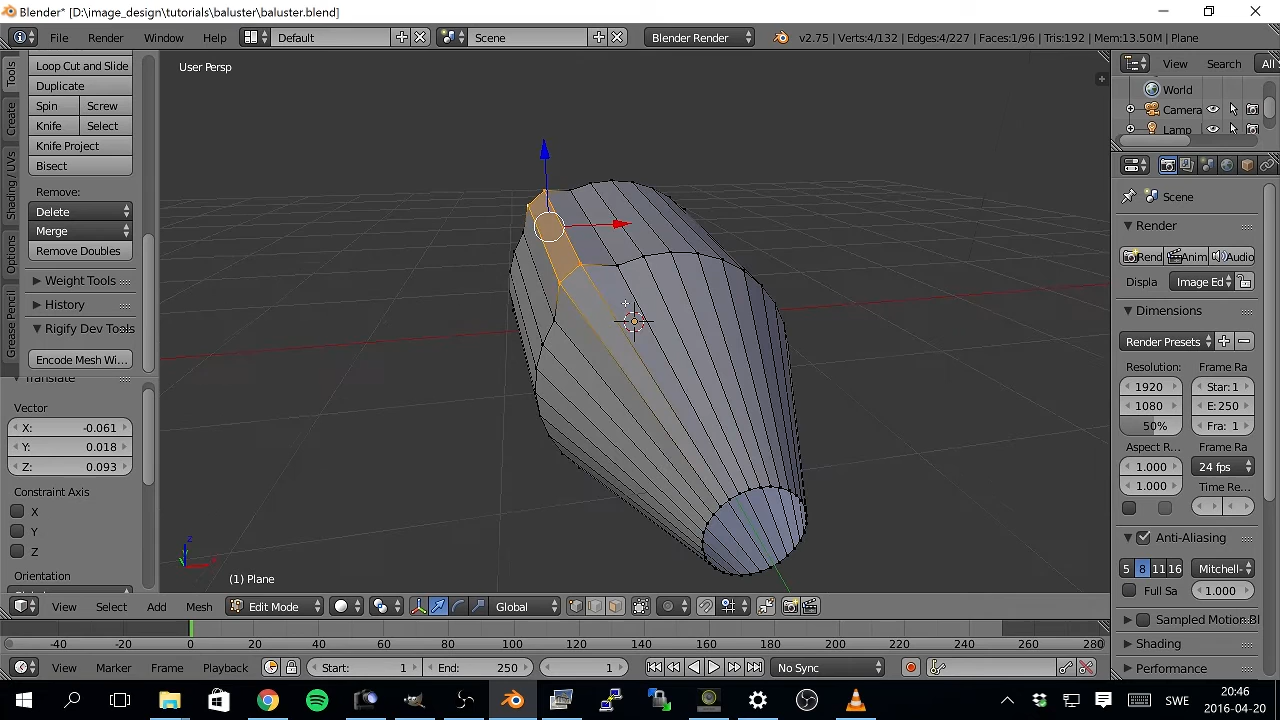 Blender* [D:\image_design\tutorials\baluster\baluster.blend]
File Render Window Help Default Scene Blender Render v2.75 | Verts:4/132 | Edges:4/227 | Faces:1/96 | Tris:192 | Mem:13.50M | Plane
Tools
Create
Shading / UVs
Options
Grease Pencil
Loop Cut and Slide
Duplicate
Spin Screw
Knife Select
Knife Project
Bisect
Remove:
Delete
Merge
Remove Doubles
Weight Tools
History
Rigify Dev Tools
Encode Mesh Wi...
Translate
Vector
X: -0.061
Y: 0.018
Z: 0.093
Constraint Axis
X
Y
Z
Orientation
User Persp
(1) Plane
View Search All S
World
Camera
Lamp
Scene
Render
Rend Anim Audio
Displa Image Ed
Dimensions
Render Presets
Resolution: Frame Ra
1920 Star: 1
1080 E: 250
50% Fra: 1
Aspect R... Frame Ra
1.000 24 fps
1.000 Time Re...
Anti-Aliasing
5 8 11 16 Mitchell-
Full Sa 1.000
Sampled Motion Bl
Shading
Performance
View Select Add Mesh Edit Mode Global
-40 -20 0 20 40 60 80 100 120 140 160 180 200 220 240 260 280
View Marker Frame Playback Start: 1 End: 250 1 No Sync
SWE
20:46
2016-04-20